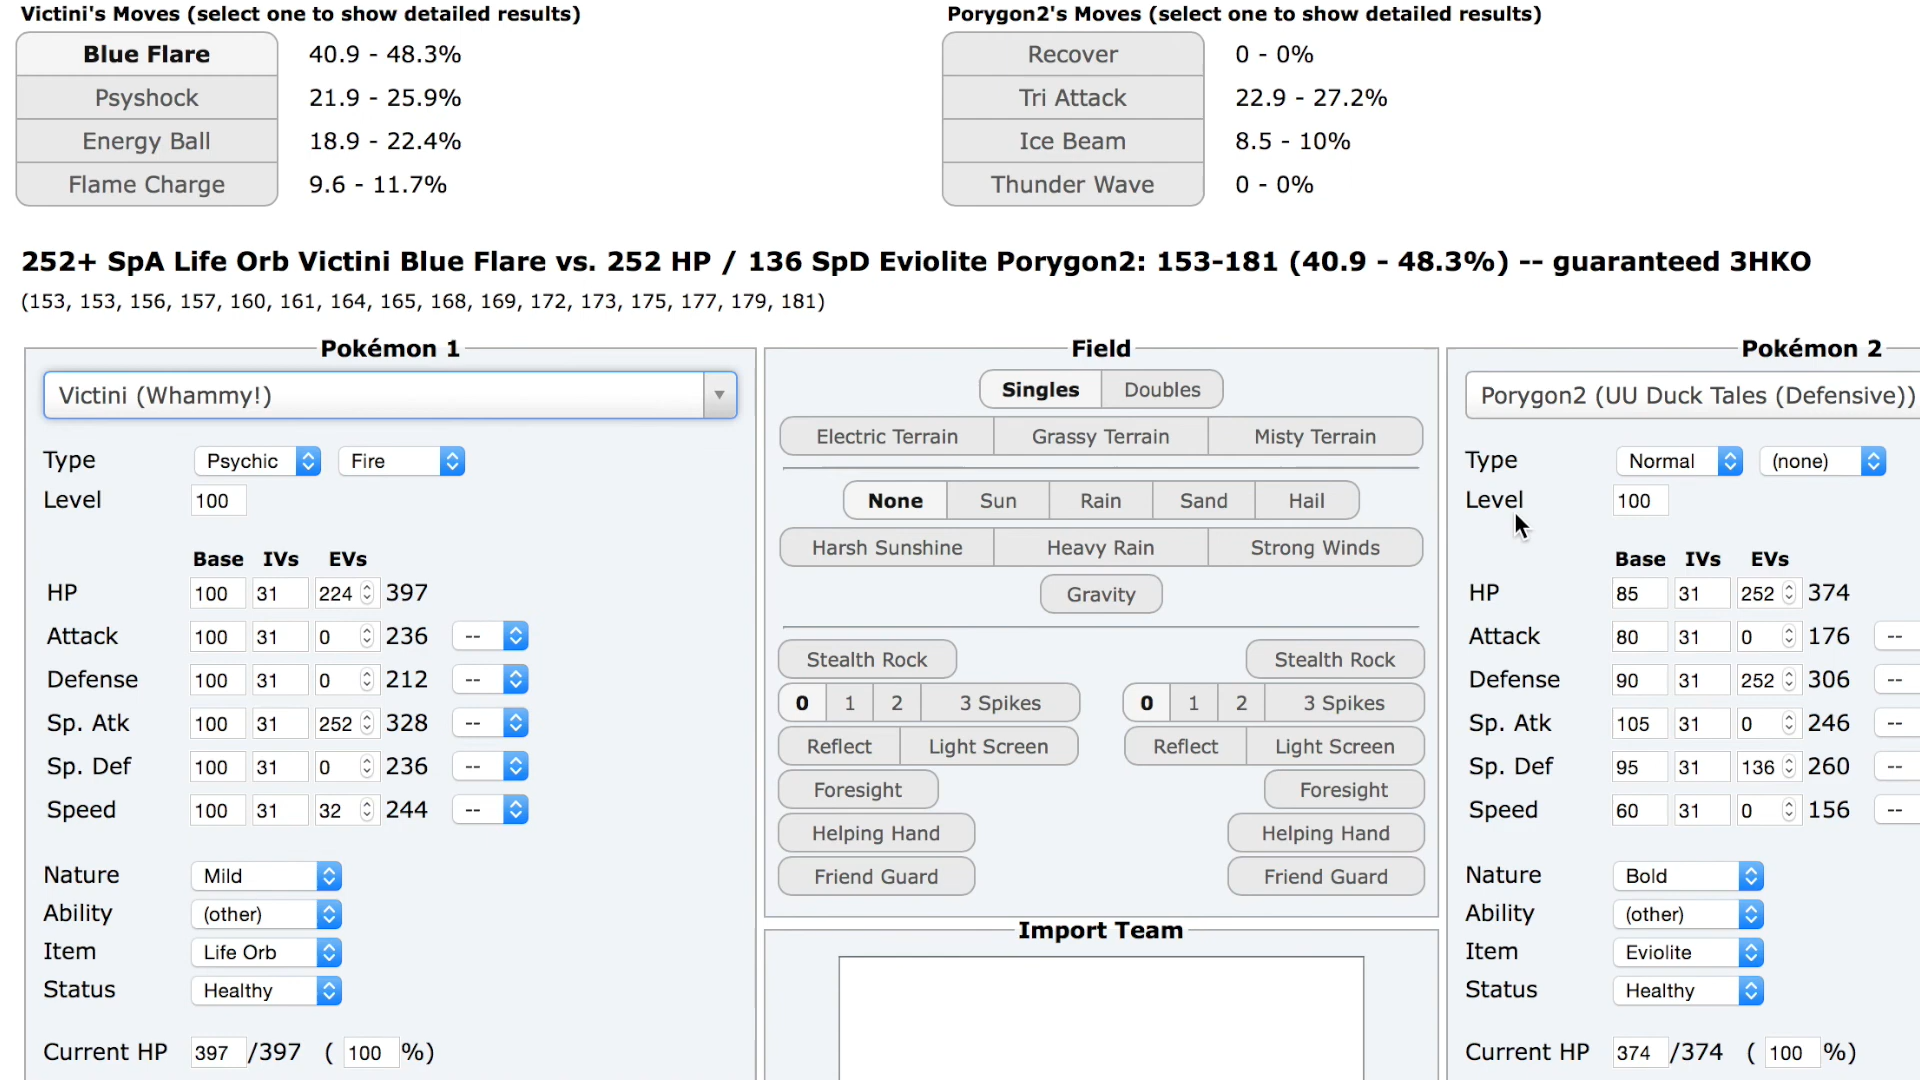 Victini's Moves (select one to show detailed results)
Blue Flare 40.9 - 48.3%
Psyshock 21.9 - 25.9%
Energy Ball 18.9 - 22.4%
Flame Charge 9.6 - 11.7%
Porygon2's Moves (select one to show detailed results)
Recover 0 - 0%
Tri Attack 22.9 - 27.2%
Ice Beam 8.5 - 10%
Thunder Wave 0 - 0%
252+ SpA Life Orb Victini Blue Flare vs. 252 HP / 136 SpD Eviolite Porygon2: 153-181 (40.9 - 48.3%) -- guaranteed 3HKO
(153, 153, 156, 157, 160, 161, 164, 165, 168, 169, 172, 173, 175, 177, 179, 181)
Pokémon 1
Victini (Whammy!)
Type Psychic Fire
Level 100
Base IVs EVs
HP 100 31 224 397
Attack 100 31 0 236 --
Defense 100 31 0 212 --
Sp. Atk 100 31 252 328 --
Sp. Def 100 31 0 236 --
Speed 100 31 32 244 --
Nature Mild
Ability (other)
Item Life Orb
Status Healthy
Current HP 397 /397 ( 100 %)
Field
Singles Doubles
Electric Terrain Grassy Terrain Misty Terrain
None Sun Rain Sand Hail
Harsh Sunshine Heavy Rain Strong Winds
Gravity
Stealth Rock Stealth Rock
0 1 2 3 Spikes 0 1 2 3 Spikes
Reflect Light Screen Reflect Light Screen
Foresight Foresight
Helping Hand Helping Hand
Friend Guard Friend Guard
Import Team
Pokémon 2
Porygon2 (UU Duck Tales (Defensive))
Type Normal (none)
Level 100
Base IVs EVs
HP 85 31 252 374
Attack 80 31 0 176 --
Defense 90 31 252 306 --
Sp. Atk 105 31 0 246 --
Sp. Def 95 31 136 260 --
Speed 60 31 0 156 --
Nature Bold
Ability (other)
Item Eviolite
Status Healthy
Current HP 374 /374 ( 100 %)